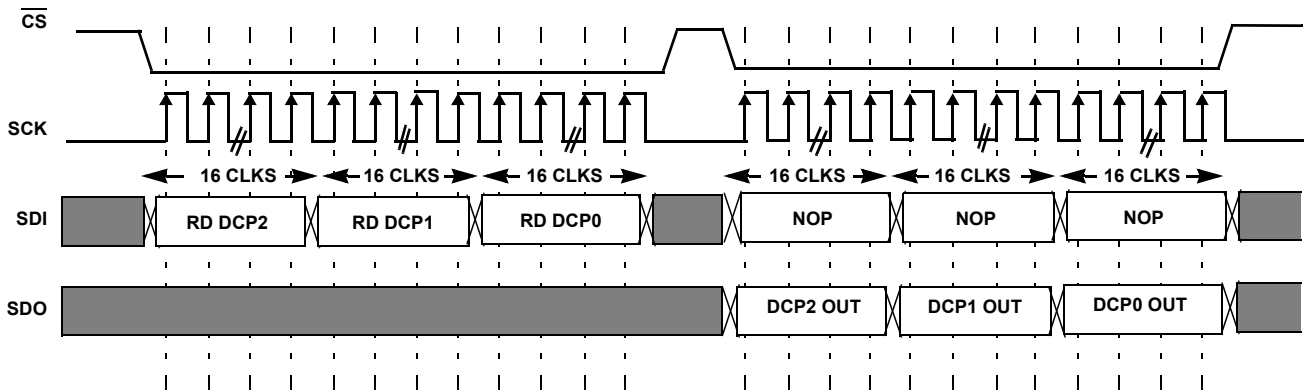 CS
SCK
16 CLKS 16 CLKS 16 CLKS 16 CLKS 16 CLKS 16 CLKS
SDI RD DCP2 RD DCP1 RD DCP0 NOP NOP NOP
SDO DCP2 OUT DCP1 OUT DCP0 OUT